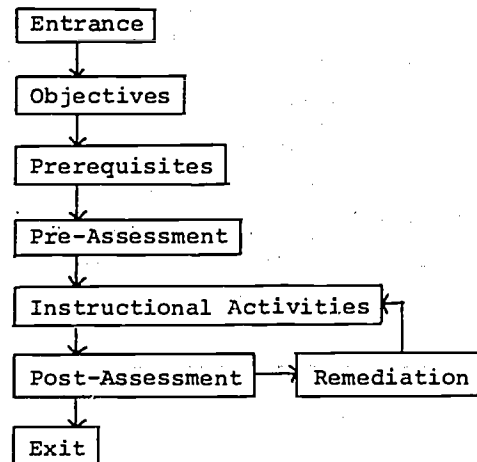 Entrance
Objectives
Prerequisites
Pre-Assessment
Instructional Activities
Post-Assessment
Remediation
Exit